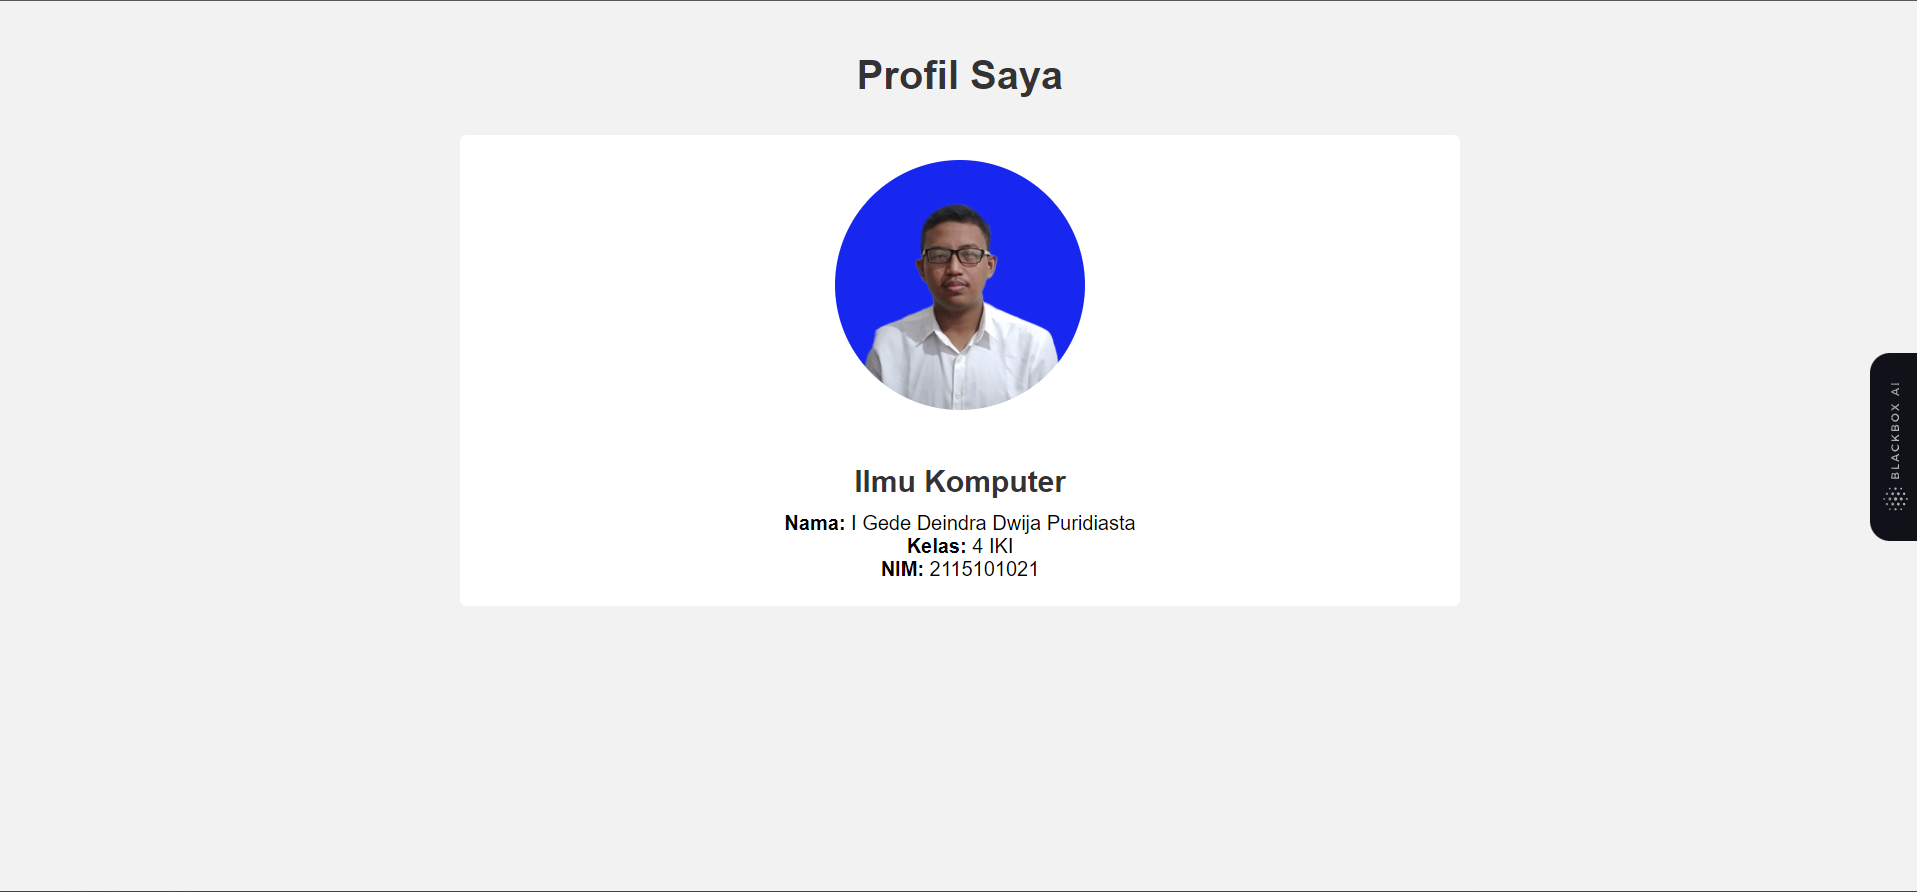 Profil Saya
Ilmu Komputer
Nama: I Gede Deindra Dwija Puridiasta
Kelas: 4 IKI
NIM: 2115101021
BLACKBOX AI